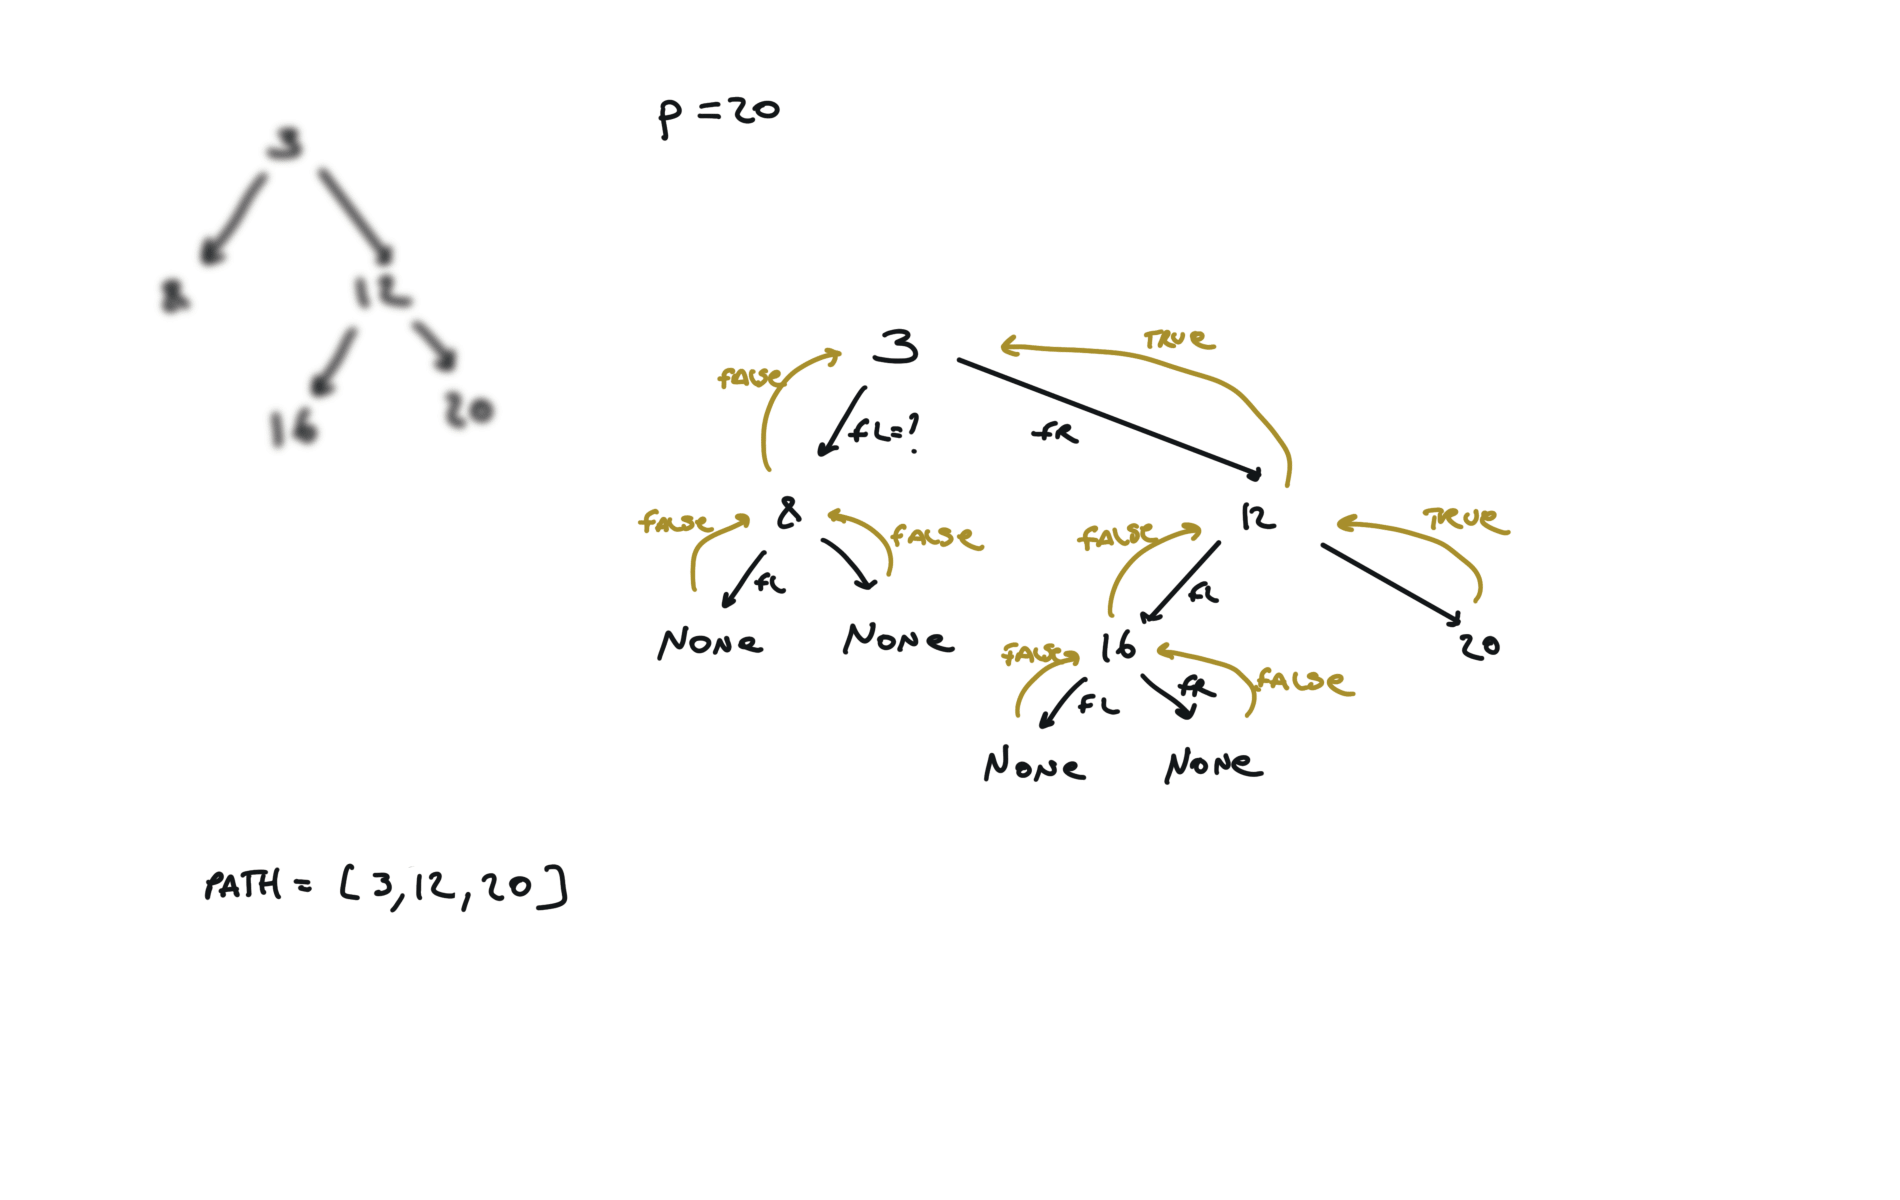 p = 20
3
8
12
16
20
3
TRUE
FALSE
fL=?
fR
8
12
FALSE
FALSE
FALSE
TRUE
fL
fL
None
None
16
20
FALSE
FALSE
fL
fR
None
None
PATH = [3,12,20]